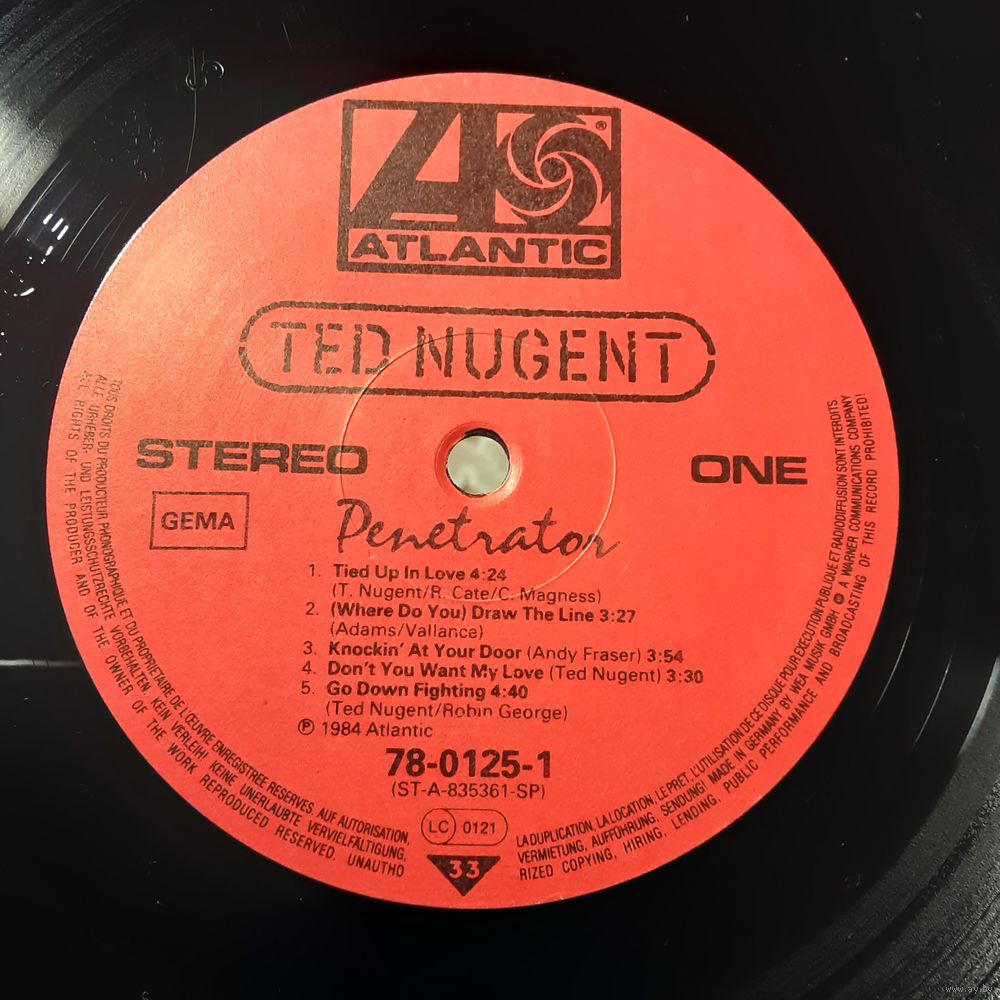 ATLANTIC
®
TED NUGENT
STEREO
ONE
GEMA
Penetrator
1. Tied Up In Love 4:24
(T. Nugent/R. Cate/C. Magness)
2. (Where Do You) Draw The Line 3:27
(Adams/Vallance)
3. Knockin' At Your Door (Andy Fraser) 3:54
4. Don't You Want My Love (Ted Nugent) 3:30
5. Go Down Fighting 4:40
(Ted Nugent/Robin George)
℗ 1984 Atlantic
78-0125-1
(ST-A-835361-SP)
LC 0121
33
TOUS DROITS DU PRODUCTEUR PHONOGRAPHIQUE ET DU PROPRIETAIRE DE L'ŒUVRE ENREGISTREE RESERVES. SAUF AUTORISATION, LA DUPLICATION, LA LOCATION, LE PRET, L'UTILISATION DE CE DISQUE POUR EXECUTION PUBLIQUE ET RADIODIFFUSION SONT INTERDITS.
ALLE URHEBER- UND LEISTUNGSSCHUTZRECHTE VORBEHALTEN. KEIN VERLEIH! KEINE UNERLAUBTE VERVIELFÄLTIGUNG, VERMIETUNG, AUFFÜHRUNG, SENDUNG! MADE IN GERMANY BY WEA MUSIK GMBH. A WARNER COMMUNICATIONS COMPANY
ALL RIGHTS OF THE PRODUCER AND OF THE OWNER OF THE WORK REPRODUCED RESERVED. UNAUTHORIZED COPYING, HIRING, LENDING, PUBLIC PERFORMANCE AND BROADCASTING OF THIS RECORD PROHIBITED!
www.ay.by